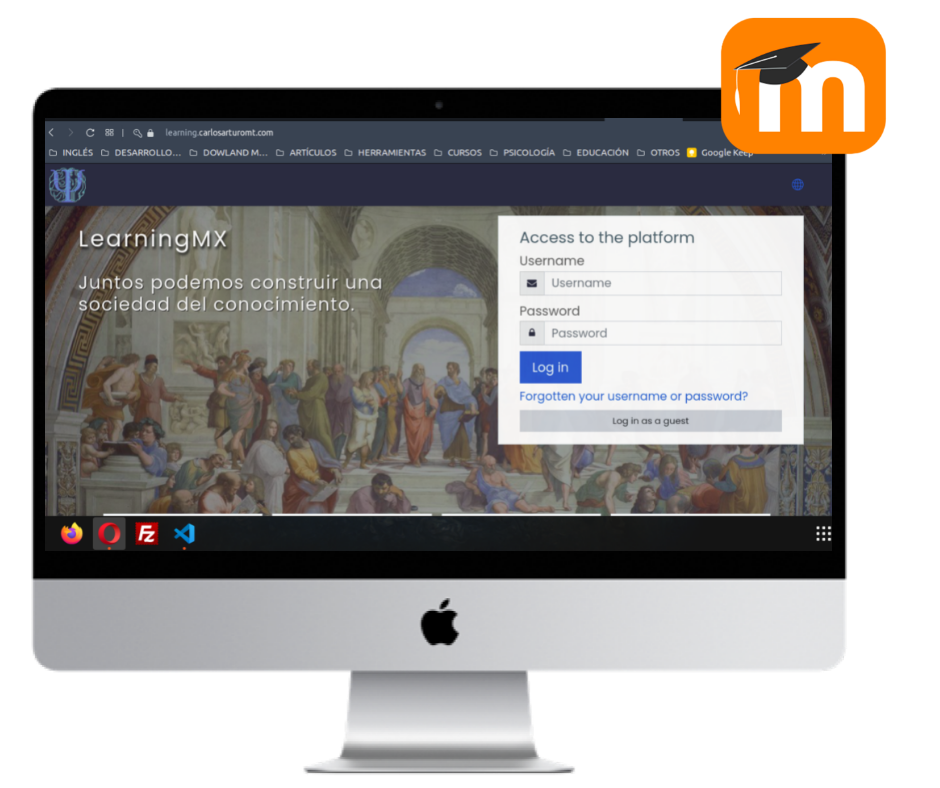 m
learning.carlosarturomt.com
INGLÉS DESARROLLO... DOWLAND M... ARTÍCULOS HERRAMIENTAS CURSOS PSICOLOGÍA EDUCACIÓN OTROS Google Keep
Ψ
LearningMX
Juntos podemos construir una
sociedad del conocimiento.
Access to the platform
Username
Username
Password
Password
Log in
Forgotten your username or password?
Log in as a guest
Fz